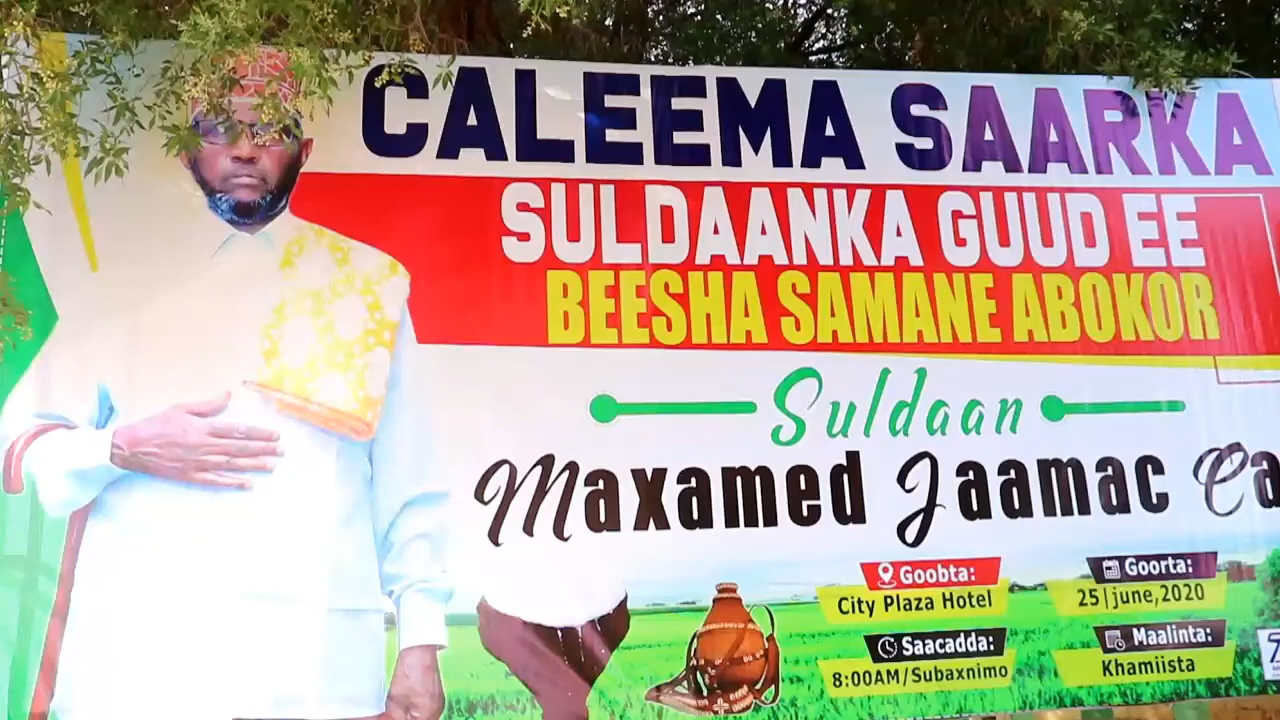 CALEEMA SAARKA
SULDAANKA GUUD EE
BEESHA SAMANE ABOKOR
Suldaan
Maxamed Jaamac Ca
Goobta:
City Plaza Hotel
Goorta:
25|june,2020
Saacadda:
8:00AM/Subaxnimo
Maalinta:
Khamiista